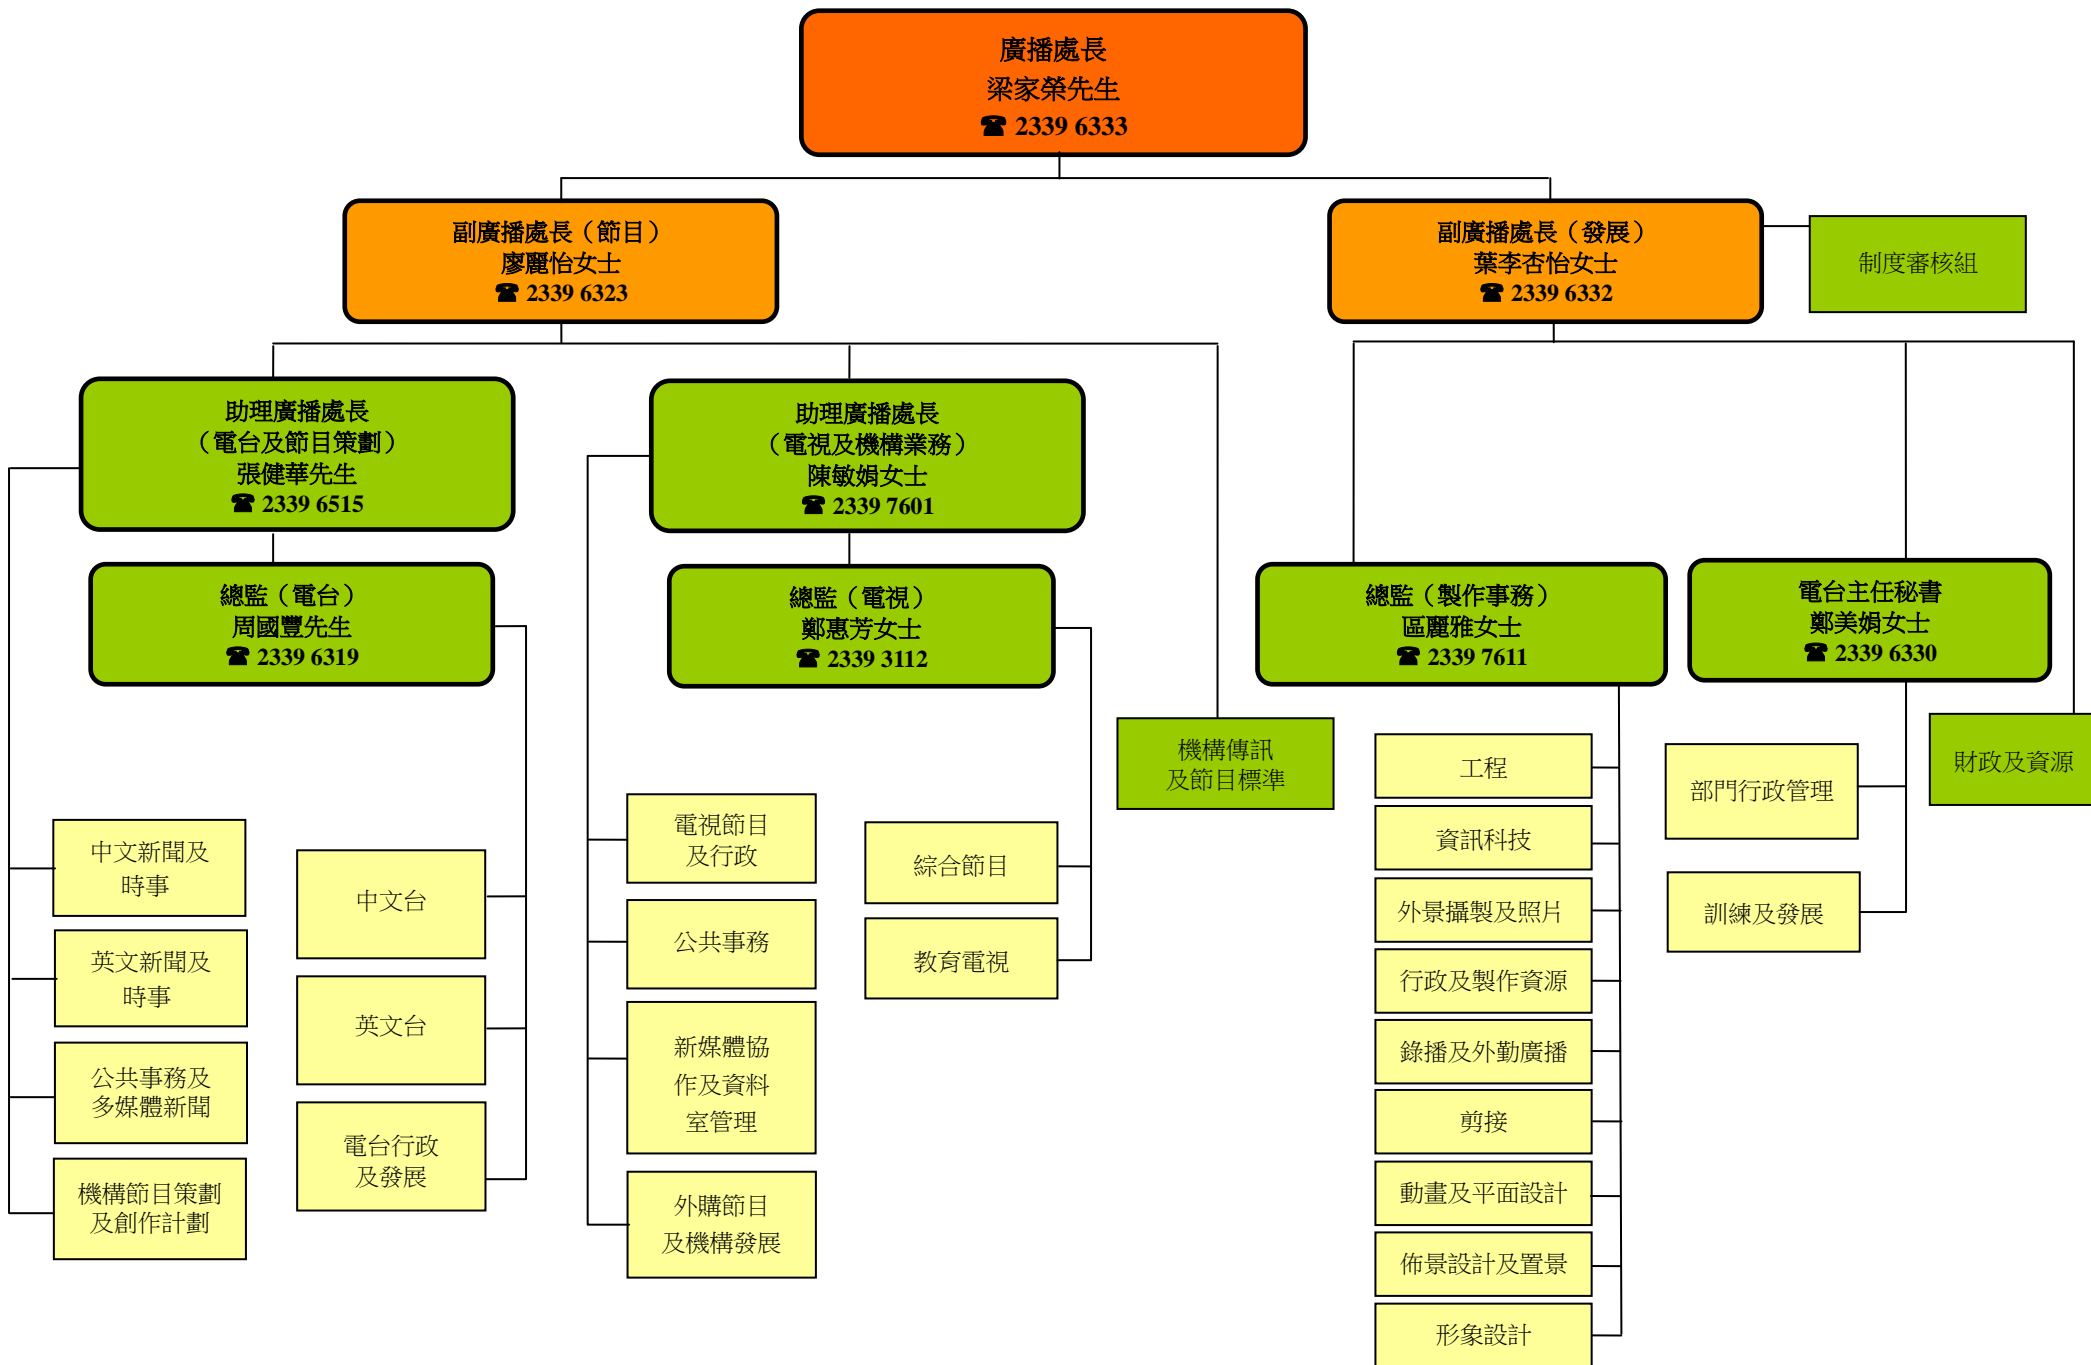 廣播處長
梁家榮先生
☎ 2339 6333
副廣播處長（節目）
廖麗怡女士
☎ 2339 6323
副廣播處長（發展）
葉李杏怡女士
☎ 2339 6332
制度審核組
助理廣播處長
（電台及節目策劃）
張健華先生
☎ 2339 6515
助理廣播處長
（電視及機構業務）
陳敏娟女士
☎ 2339 7601
總監（電台）
周國豐先生
☎ 2339 6319
總監（電視）
鄭惠芳女士
☎ 2339 3112
總監（製作事務）
區麗雅女士
☎ 2339 7611
電台主任秘書
鄭美娟女士
☎ 2339 6330
機構傳訊
及節目標準
財政及資源
中文新聞及
時事
英文新聞及
時事
公共事務及
多媒體新聞
機構節目策劃
及創作計劃
中文台
英文台
電台行政
及發展
電視節目
及行政
公共事務
新媒體協
作及資料
室管理
外購節目
及機構發展
綜合節目
教育電視
工程
資訊科技
外景攝製及照片
行政及製作資源
錄播及外勤廣播
剪接
動畫及平面設計
佈景設計及置景
形象設計
部門行政管理
訓練及發展